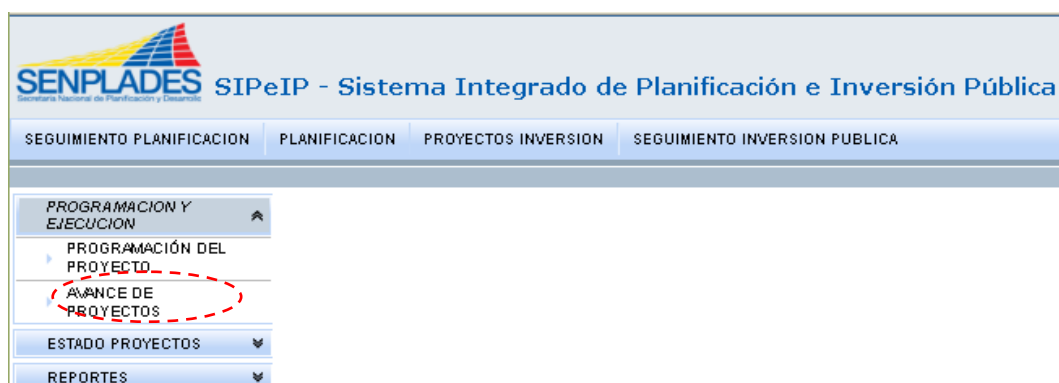 SENPLADES
Secretaría Nacional de Planificación y Desarrollo
SIPeIP - Sistema Integrado de Planificación e Inversión Pública
SEGUIMIENTO PLANIFICACION PLANIFICACION PROYECTOS INVERSION SEGUIMIENTO INVERSION PUBLICA
PROGRAMACION Y
EJECUCION
PROGRAMACIÓN DEL
PROYECTO
AVANCE DE
PROYECTOS
ESTADO PROYECTOS
REPORTES